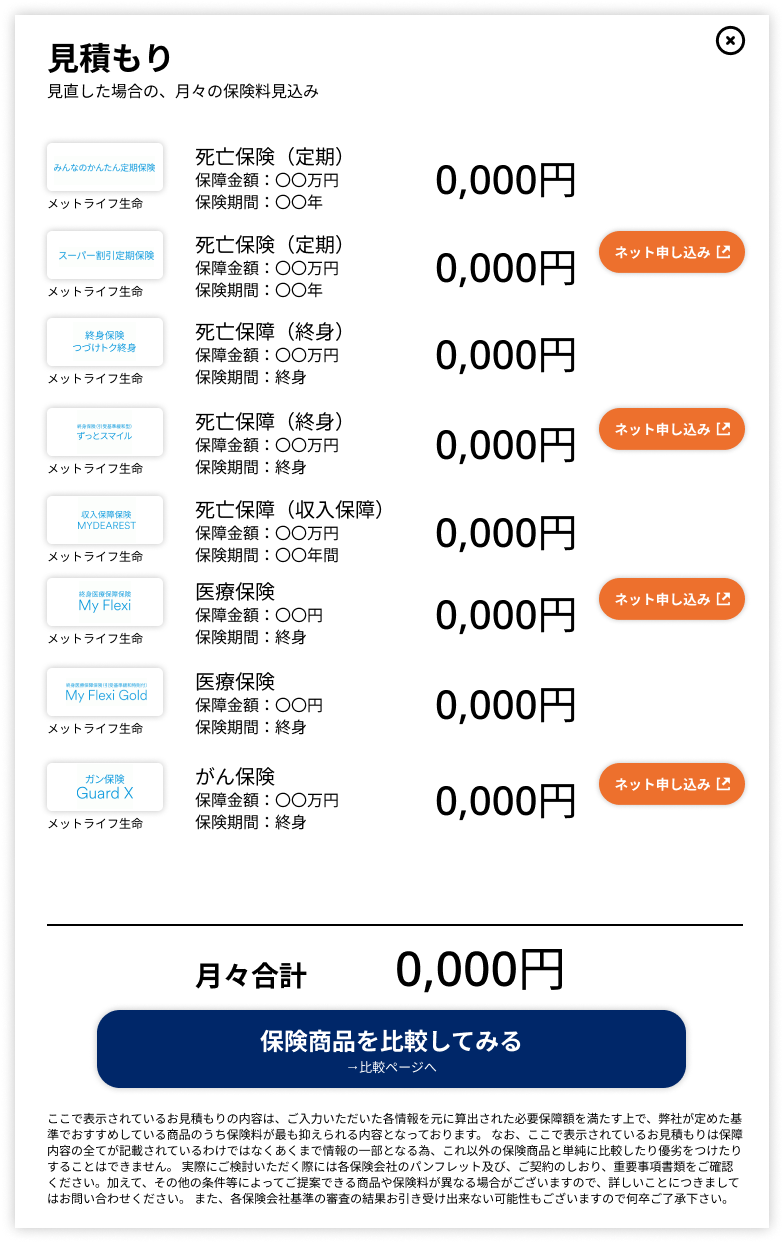 見積もり
見直した場合の、月々の保険料見込み
みんなのかんたん定期保険
メットライフ生命
死亡保険（定期）
保障金額：〇〇万円
保険期間：〇〇年
0,000円
スーパー割引定期保険
メットライフ生命
死亡保険（定期）
保障金額：〇〇万円
保険期間：〇〇年
0,000円
ネット申し込み
終身保険
つづけトク終身
メットライフ生命
死亡保障（終身）
保障金額：〇〇万円
保険期間：終身
0,000円
終身保険(引受基準緩和型)
ずっとスマイル
メットライフ生命
死亡保障（終身）
保障金額：〇〇万円
保険期間：終身
0,000円
ネット申し込み
収入保障保険
MYDEAREST
メットライフ生命
死亡保障（収入保障）
保障金額：〇〇万円
保険期間：〇〇年間
0,000円
終身医療保障保険
My Flexi
メットライフ生命
医療保険
保障金額：〇〇円
保険期間：終身
0,000円
ネット申し込み
My Flexi Gold
メットライフ生命
医療保険
保障金額：〇〇円
保険期間：終身
0,000円
ガン保険
Guard X
メットライフ生命
がん保険
保障金額：〇〇万円
保険期間：終身
0,000円
ネット申し込み
月々合計
0,000円
保険商品を比較してみる
→比較ページへ
ここで表示されているお見積もりの内容は、ご入力いただいた各情報を元に算出された必要保障額を満たす上で、弊社が定めた基
準でおすすめしている商品のうち保険料が最も抑えられる内容となっております。 なお、ここで表示されているお見積もりは保障
内容の全てが記載されているわけではなくあくまで情報の一部となる為、これ以外の保険商品と単純に比較したり優劣をつけたり
することはできません。 実際にご検討いただく際には各保険会社のパンフレット及び、ご契約のしおり、重要事項書類をご確認
ください。加えて、その他の条件等によってご提案できる商品や保険料が異なる場合がございますので、詳しいことにつきまして
はお問い合わせください。 また、各保険会社基準の審査の結果お引き受け出来ない可能性もございますので何卒ご了承下さい。